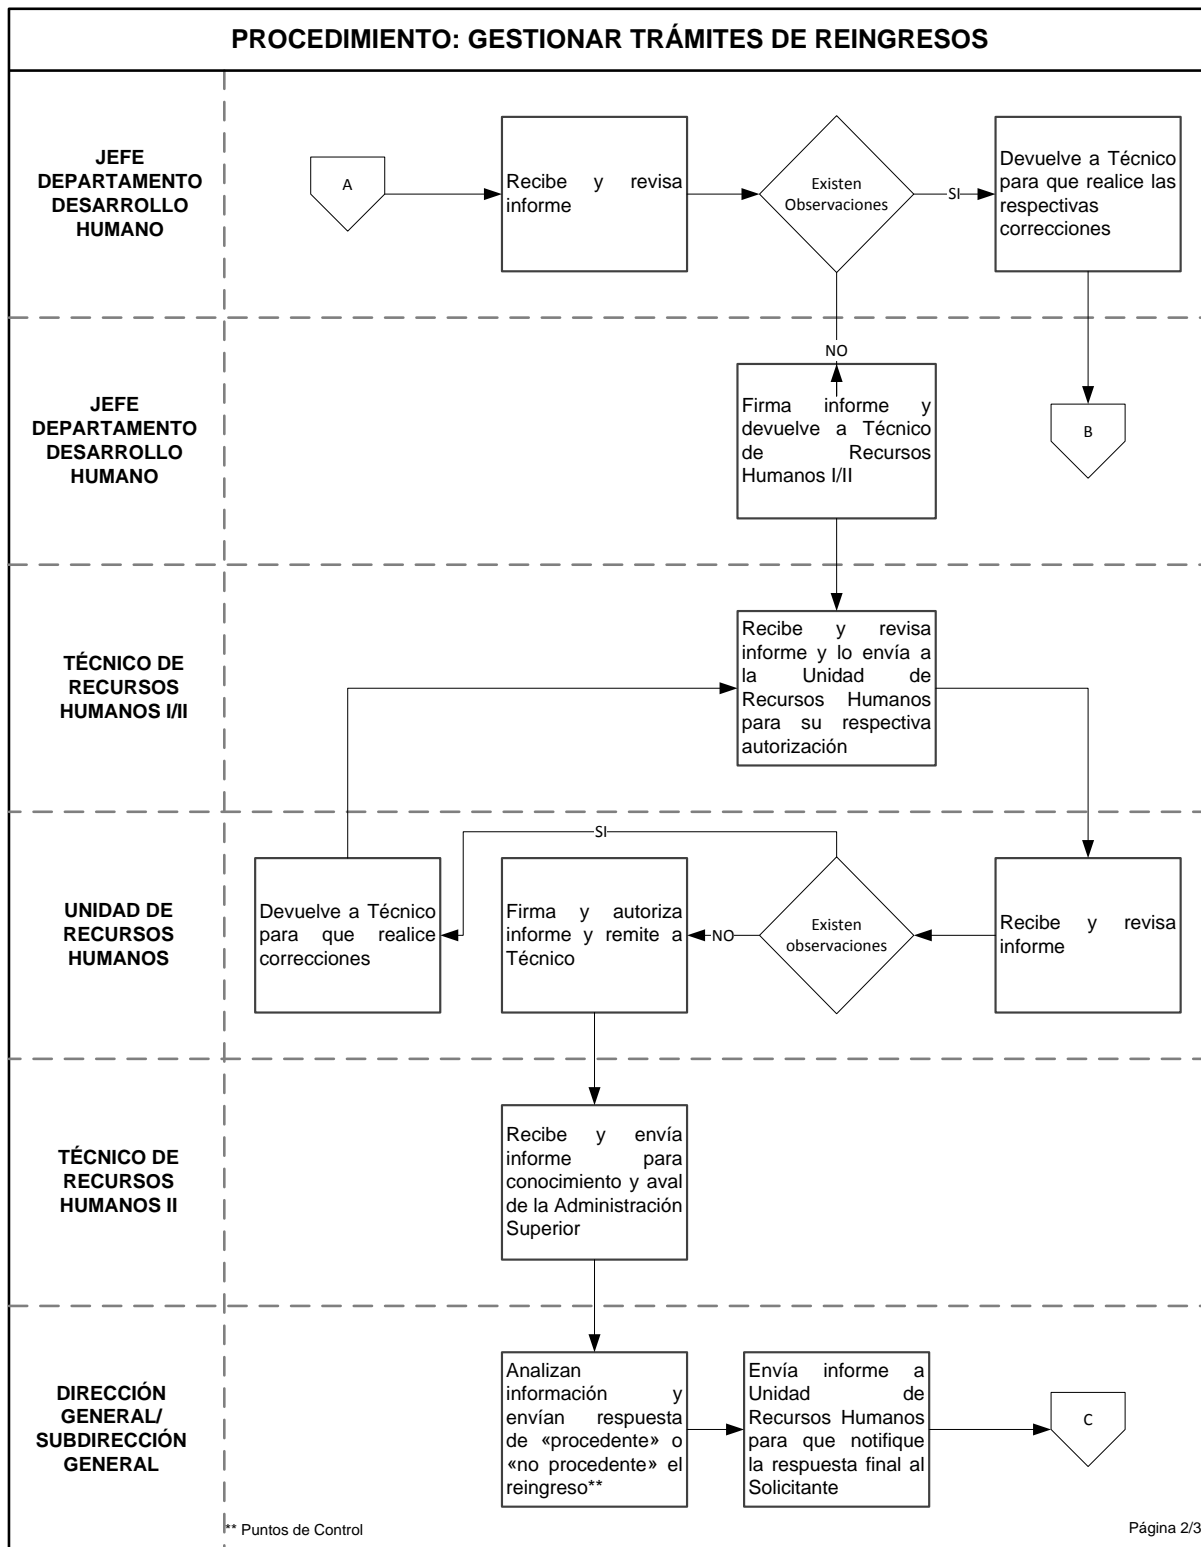 PROCEDIMIENTO: GESTIONAR TRÁMITES DE REINGRESOS
JEFE
DEPARTAMENTO
DESARROLLO
HUMANO
A
Recibe y revisa
informe
Existen
Observaciones
SI
Devuelve a Técnico
para que realice las
respectivas
correcciones
NO
JEFE
DEPARTAMENTO
DESARROLLO
HUMANO
Firma informe y
devuelve a Técnico
de Recursos
Humanos I/II
B
TÉCNICO DE
RECURSOS
HUMANOS I/II
Recibe y revisa
informe y lo envía a
la Unidad de
Recursos Humanos
para su respectiva
autorización
SI
UNIDAD DE
RECURSOS
HUMANOS
Devuelve a Técnico
para que realice
correcciones
Firma y autoriza
informe y remite a
Técnico
NO
Existen
observaciones
Recibe y revisa
informe
TÉCNICO DE
RECURSOS
HUMANOS II
Recibe y envía
informe para
conocimiento y aval
de la Administración
Superior
DIRECCIÓN
GENERAL/
SUBDIRECCIÓN
GENERAL
Analizan
información y
envían respuesta
de «procedente» o
«no procedente» el
reingreso**
Envía informe a
Unidad de
Recursos Humanos
para que notifique
la respuesta final al
Solicitante
C
** Puntos de Control
Página 2/3